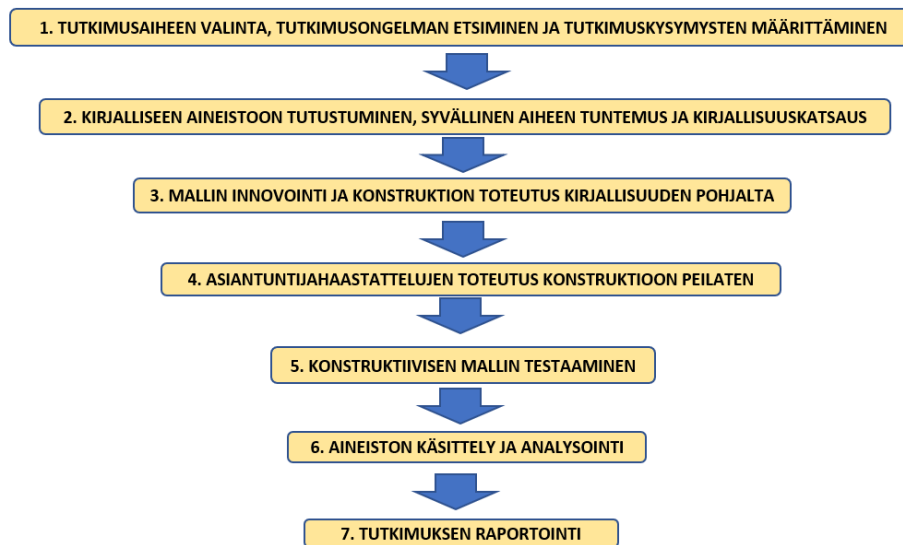 1. TUTKIMUSAIHEEN VALINTA, TUTKIMUSONGELMAN ETSIMINEN JA TUTKIMUSKYSYMYSTEN MÄÄRITTÄMINEN
2. KIRJALLISEEN AINEISTOON TUTUSTUMINEN, SYVÄLLINEN AIHEEN TUNTEMUS JA KIRJALLISUUSKATSAUS
3. MALLIN INNOVOINTI JA KONSTRUKTION TOTEUTUS KIRJALLISUUDEN POHJALTA
4. ASIANTUNTIJAHAASTATTELUJEN TOTEUTUS KONSTRUKTIOON PEILATEN
5. KONSTRUKTIIVISEN MALLIN TESTAAMINEN
6. AINEISTON KÄSITTELY JA ANALYSOINTI
7. TUTKIMUKSEN RAPORTOINTI